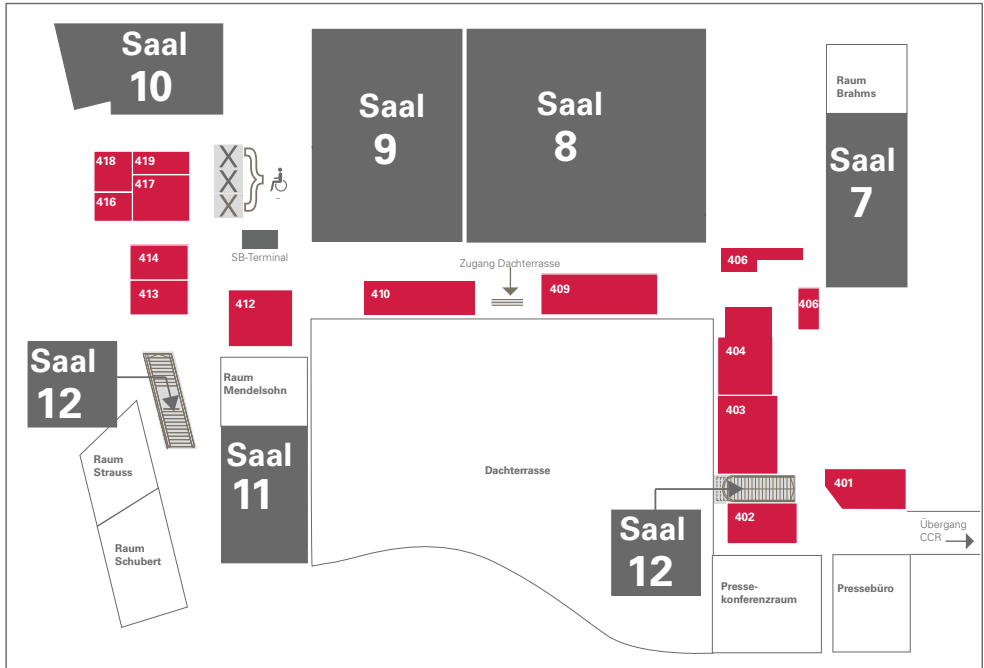 Saal
10
Saal
9
Saal
8
Raum
Brahms
Saal
7
418
419
417
416
SB-Terminal
414
413
412
Zugang Dachterrasse
410
409
406
406
404
403
Saal
12
Raum
Mendelsohn
Saal
11
Raum
Strauss
Raum
Schubert
Dachterrasse
401
402
Saal
12
Übergang
CCR
Presse-
konferenzraum
Pressebüro